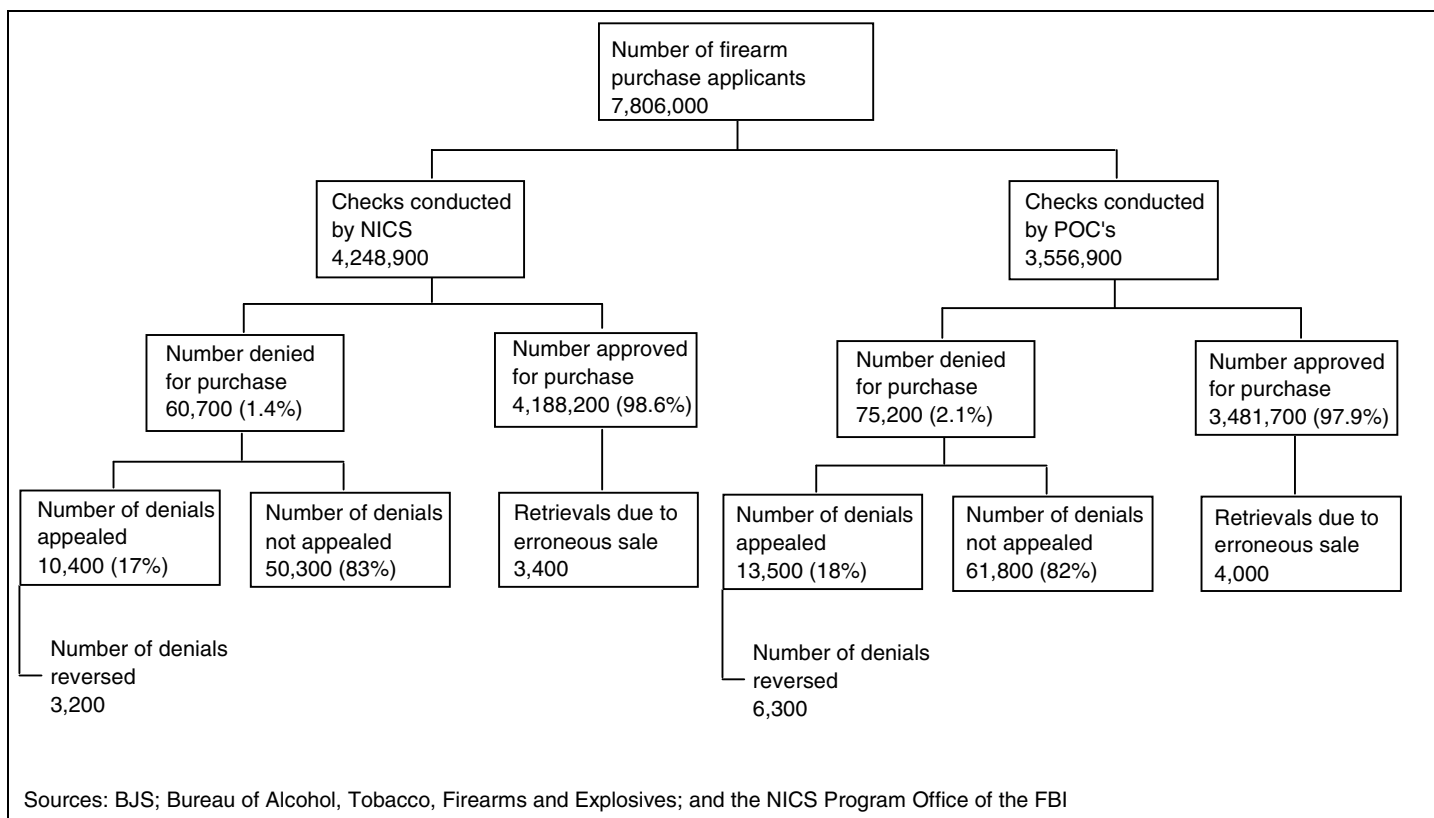 Number of firearm
purchase applicants
7,806,000
Checks conducted
by NICS
4,248,900
Checks conducted
by POC's
3,556,900
Number denied
for purchase
60,700 (1.4%)
Number approved
for purchase
4,188,200 (98.6%)
Number denied
for purchase
75,200 (2.1%)
Number approved
for purchase
3,481,700 (97.9%)
Number of denials
appealed
10,400 (17%)
Number of denials
not appealed
50,300 (83%)
Retrievals due to
erroneous sale
3,400
Number of denials
appealed
13,500 (18%)
Number of denials
not appealed
61,800 (82%)
Retrievals due to
erroneous sale
4,000
Number of denials
reversed
3,200
Number of denials
reversed
6,300
Sources: BJS; Bureau of Alcohol, Tobacco, Firearms and Explosives; and the NICS Program Office of the FBI